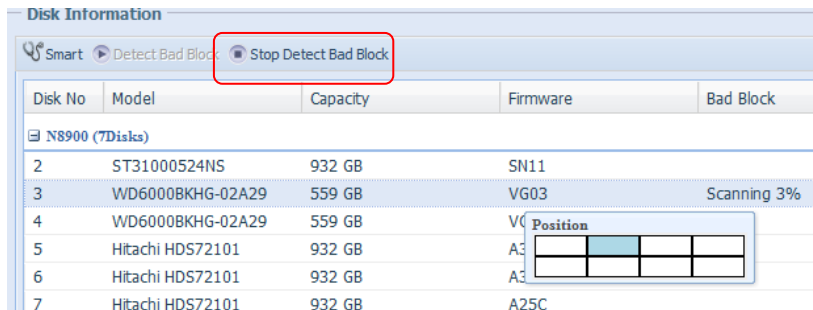 Disk Information
Smart Detect Bad Block Stop Detect Bad Block
Disk No Model Capacity Firmware Bad Block
N8900 (7Disks)
2 ST31000524NS 932 GB SN11
3 WD6000BKHG-02A29 559 GB VG03 Scanning 3%
4 WD6000BKHG-02A29 559 GB
Position
5 Hitachi HDS72101 932 GB
6 Hitachi HDS72101 932 GB
7 Hitachi HDS72101 932 GB A25C